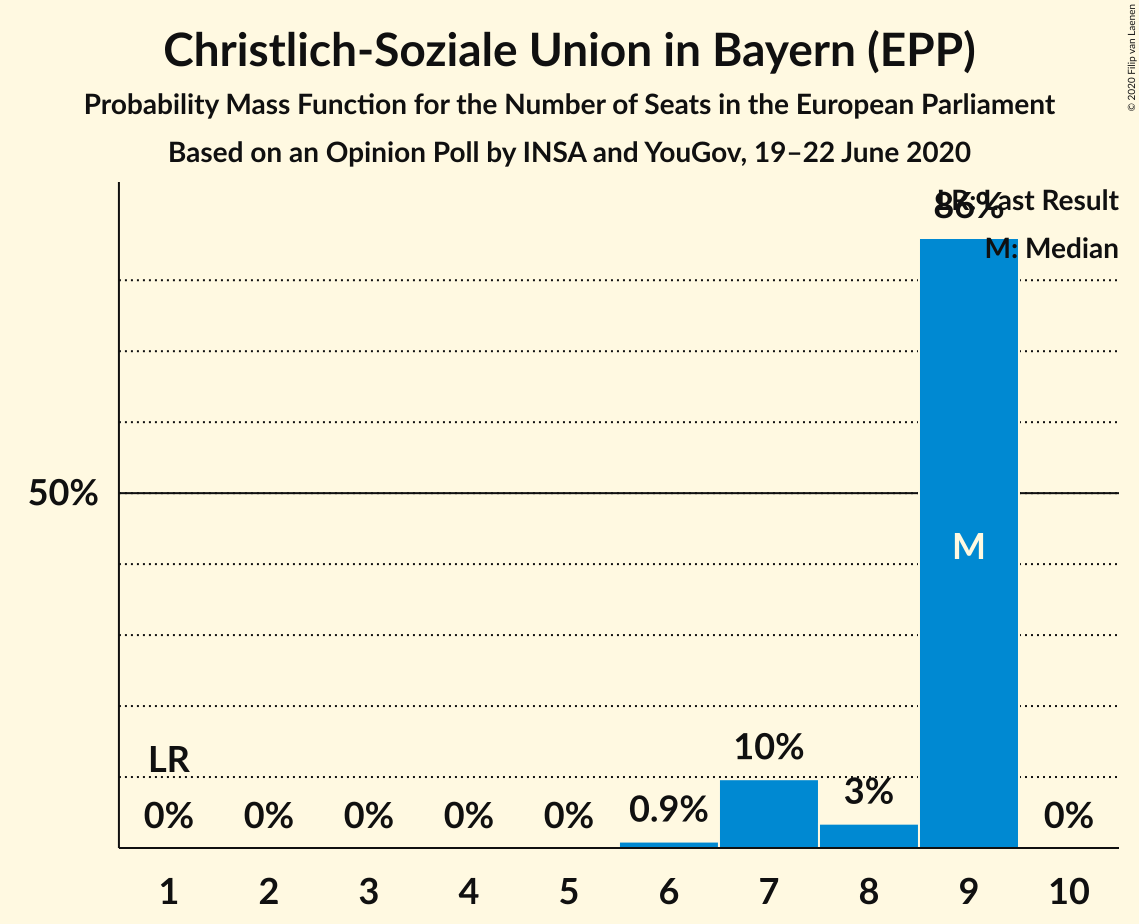 Christlich-Soziale Union in Bayern (EPP)
Probability Mass Function for the Number of Seats in the European Parliament
Based on an Opinion Poll by INSA and YouGov, 19–22 June 2020
© 2020 Filip van Laenen
LR: Last Result
86%
M: Median
50%
M
LR
10%
0% 0% 0% 0% 0% 0.9% 3% 0%
1 2 3 4 5 6 7 8 9 10